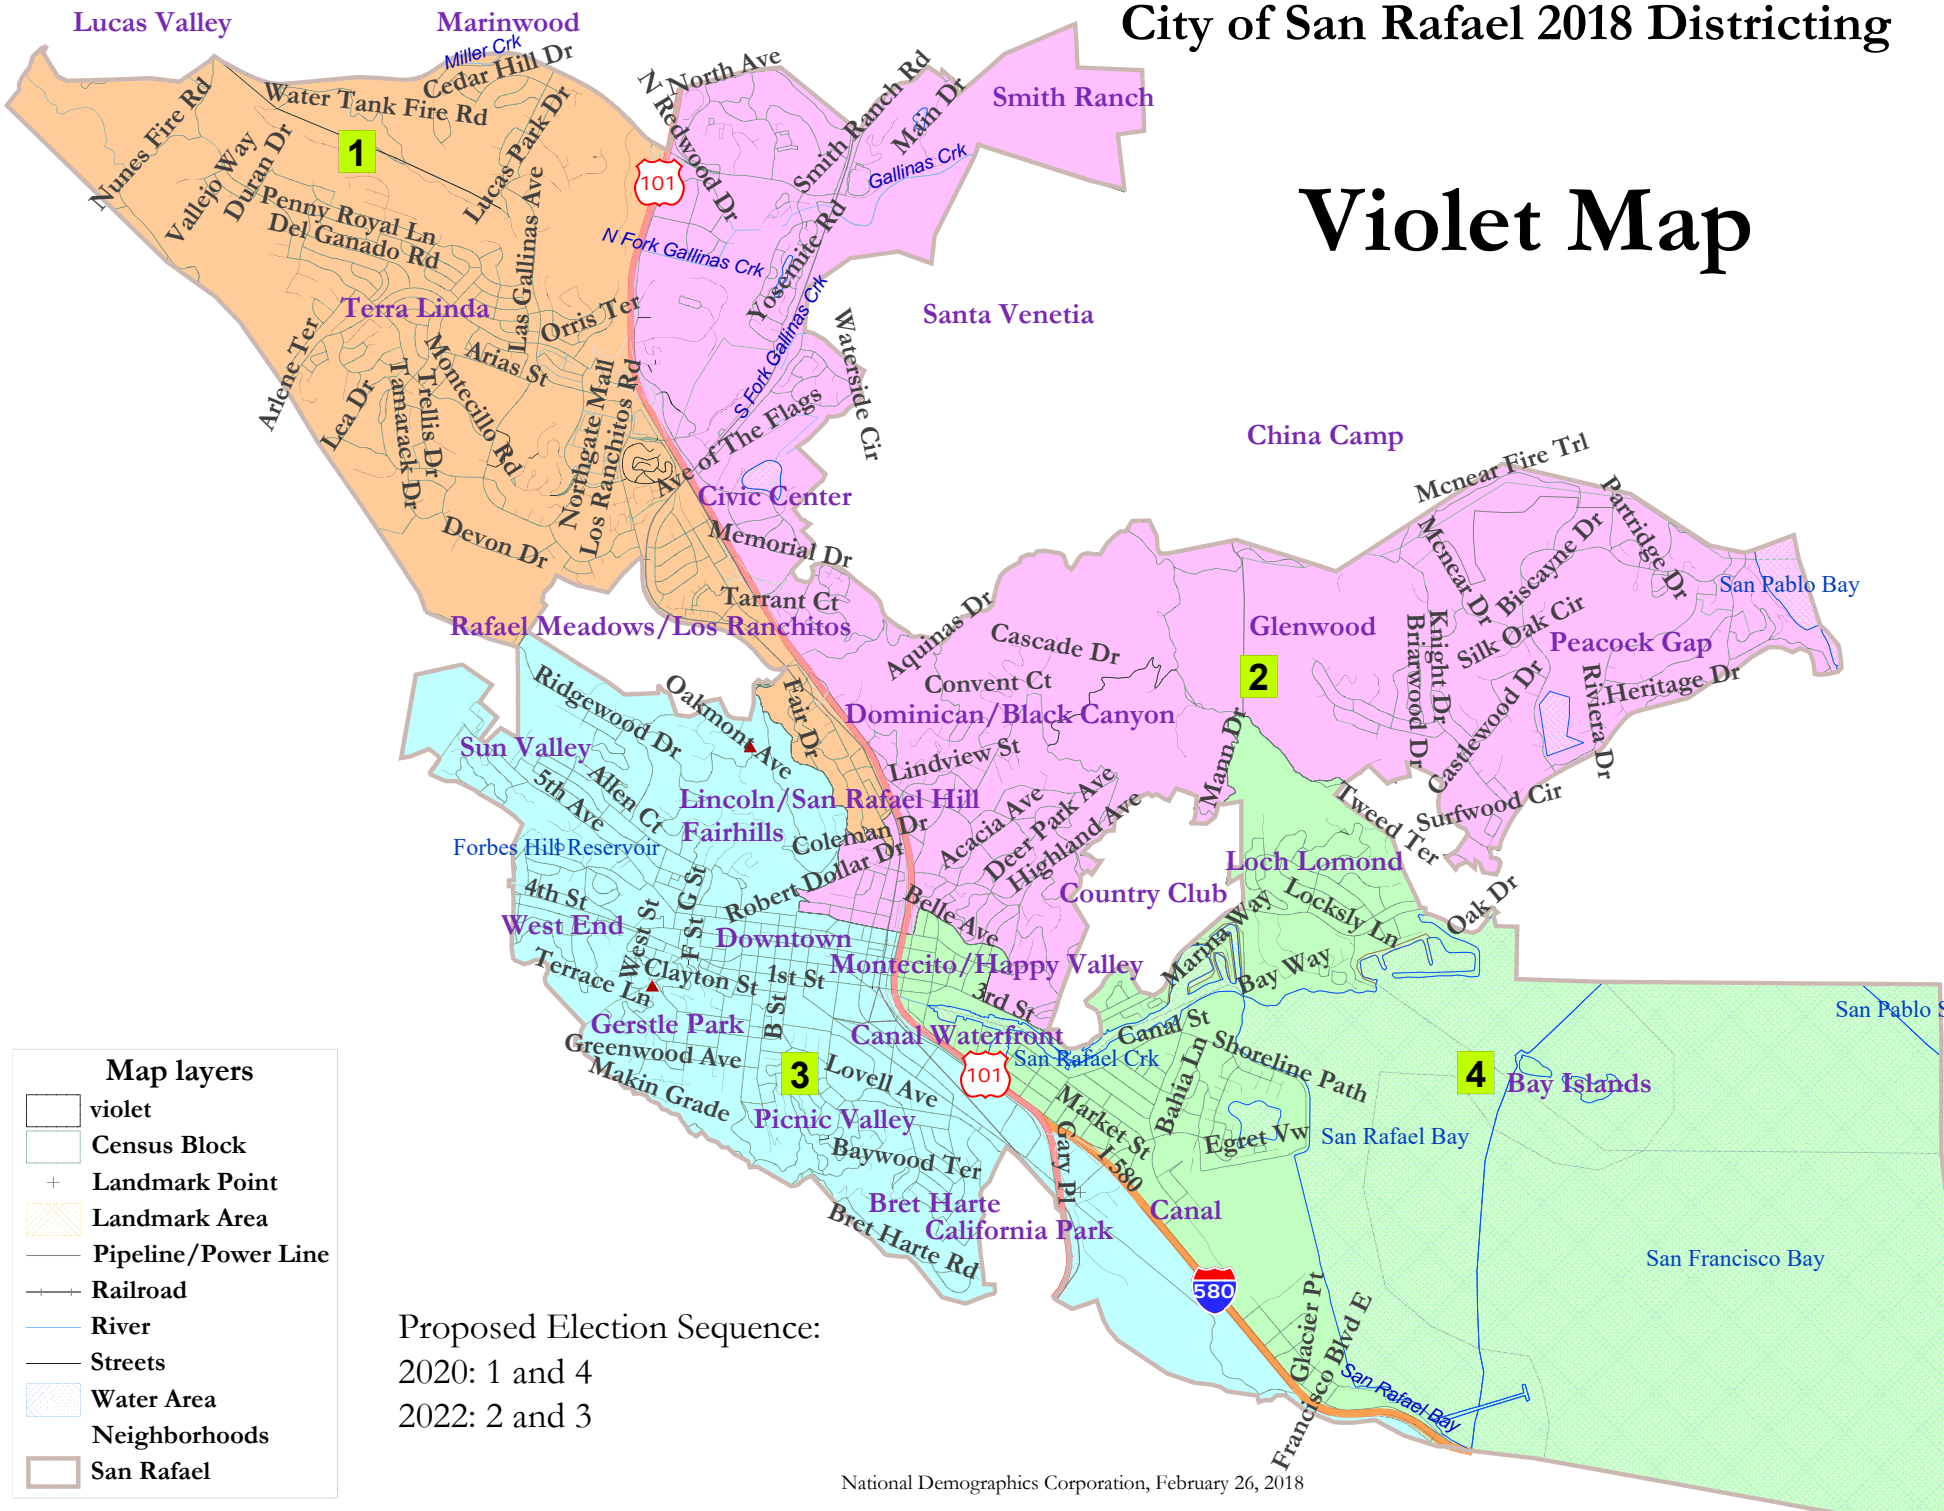 City of San Rafael 2018 Districting
Violet Map
Lucas Valley
Marinwood
Miller Crk
Cedar Hill Dr
Water Tank Fire Rd
Nunes Fire Rd
Vallejo Way
Duran Dr
1
Lucas Park Dr
Las Gallinas Ave
Penny Royal Ln
Del Ganado Rd
Terra Linda
Orris Ter
Arias St
Arlene Ter
Lea Dr
Tamarack Dr
Trellis Dr
Montecillo Rd
Northgate Mall
Los Ranchitos Rd
Devon Dr
N Redwood Dr
North Ave
101
Smith Ranch Rd
Main Dr
Smith Ranch
Gallinas Crk
N Fork Gallinas Crk
Yosemite Rd
S Fork Gallinas Crk
Santa Venetia
Waterside Cir
Ave of The Flags
Civic Center
Memorial Dr
Tarrant Ct
Rafael Meadows/Los Ranchitos
China Camp
Mcnear Fire Trl
Partridge Dr
Mcnear Dr
Biscayne Dr
San Pablo Bay
Aquinas Dr
Cascade Dr
Glenwood
Knight Dr
Briarwood Dr
Silk Oak Cir
Peacock Gap
2
Convent Ct
Dominican/Black Canyon
Castlewood Dr
Riviera Dr
Heritage Dr
Ridgewood Dr
Oakmont Ave
Fair Dr
Sun Valley
Lindview St
Mann Dr
5th Ave
Allen Ct
Lincoln/San Rafael Hill
Fairhills
Coleman Dr
Acacia Ave
Deer Park Ave
Highland Ave
Tweed Ter
Surfwood Cir
Forbes Hill Reservoir
Robert Dollar Dr
Loch Lomond
Country Club
4th St
West End
West St
F St
G St
Belle Ave
Marina Way
Locksly Ln
Oak Dr
Downtown
Montecito/Happy Valley
Terrace Ln
Clayton St
1st St
Bay Way
3rd St
B St
Gerstle Park
Canal Waterfront
Canal St
San Rafael Crk
San Pablo S
Greenwood Ave
3
Lovell Ave
101
Bahia Ln
Shoreline Path
4
Bay Islands
Makin Grade
Picnic Valley
Market St
Egret Vw
San Rafael Bay
Baywood Ter
Gary Pl
I 580
Bret Harte
California Park
Canal
Bret Harte Rd
San Francisco Bay
580
Glacier Pt
Francisco Blvd E
San Rafael Bay
Map layers
violet
Census Block
Landmark Point
Landmark Area
Pipeline/Power Line
Railroad
River
Streets
Water Area
Neighborhoods
San Rafael
Proposed Election Sequence:
2020: 1 and 4
2022: 2 and 3
National Demographics Corporation, February 26, 2018